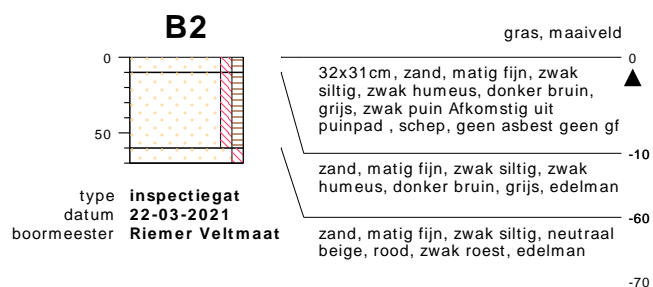 B2
gras, maaiveld
0
0
32x31cm, zand, matig fijn, zwak
siltig, zwak humeus, donker bruin,
grijs, zwak puin Afkomstig uit
puinpad , schep, geen asbest geen gf
50
-10
zand, matig fijn, zwak siltig, zwak
humeus, donker bruin, grijs, edelman
type inspectiegat
datum 22-03-2021
boormeester Riemer Veltmaat
-60
zand, matig fijn, zwak siltig, neutraal
beige, rood, zwak roest, edelman
-70